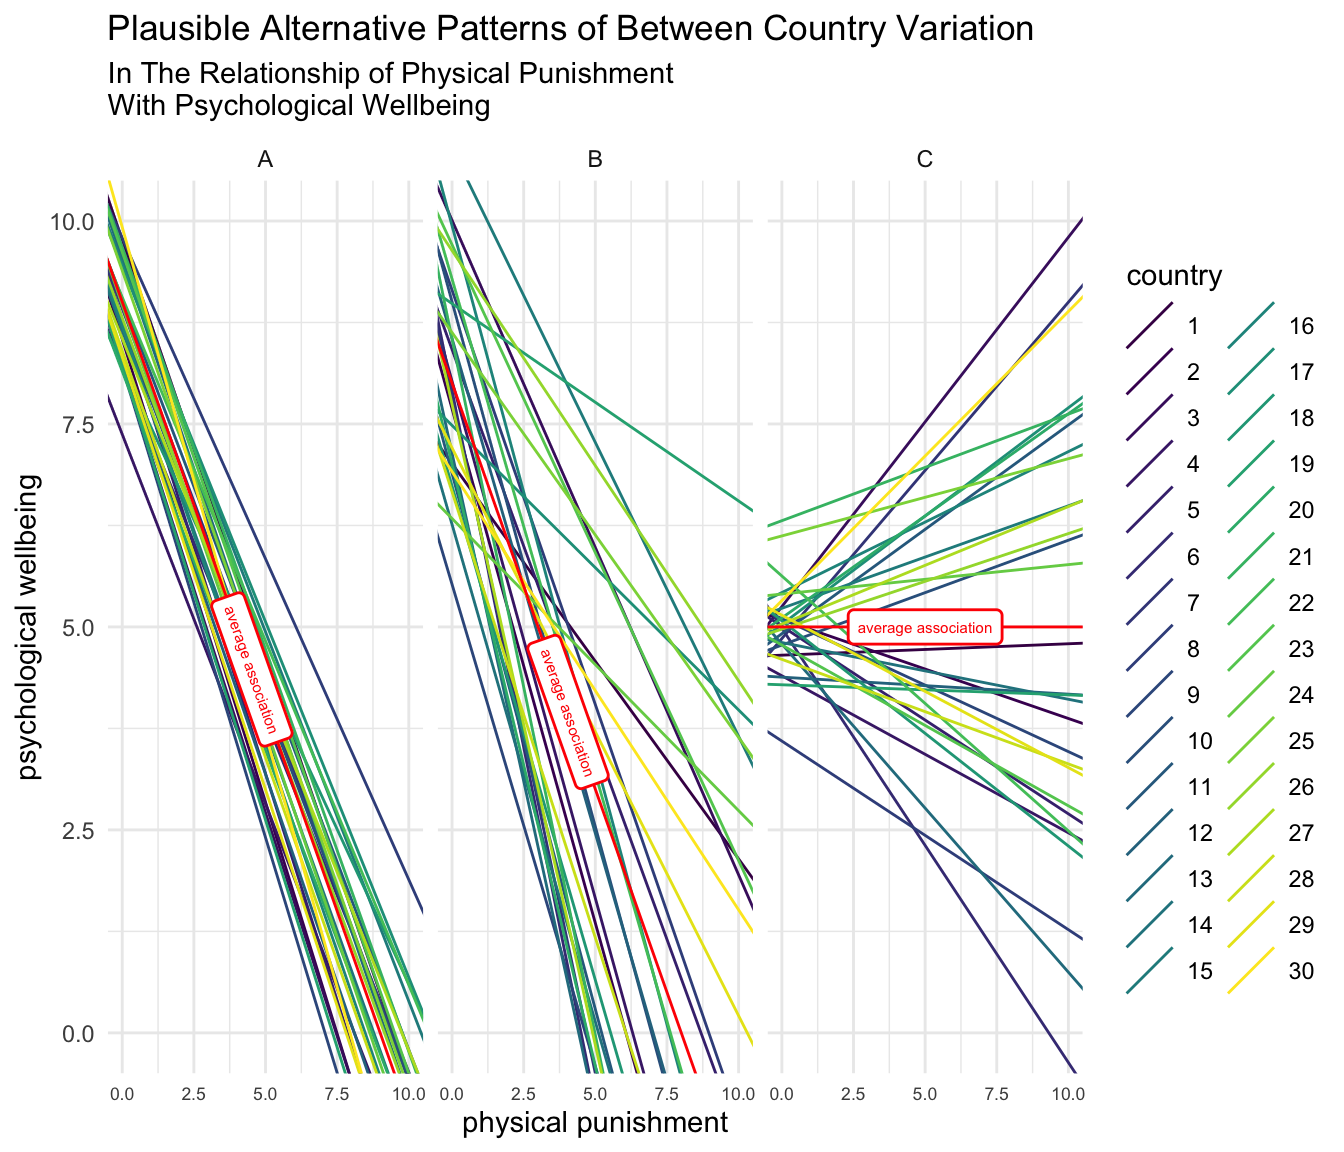 Plausible Alternative Patterns of Between Country Variation
In The Relationship of Physical Punishment
With Psychological Wellbeing
A
B
C
psychological wellbeing
10.0
7.5
5.0
2.5
0.0
average association
average association
average association
0.0 2.5 5.0 7.5 10.0
0.0 2.5 5.0 7.5 10.0
0.0 2.5 5.0 7.5 10.0
physical punishment
country
1
2
3
4
5
6
7
8
9
10
11
12
13
14
15
16
17
18
19
20
21
22
23
24
25
26
27
28
29
30